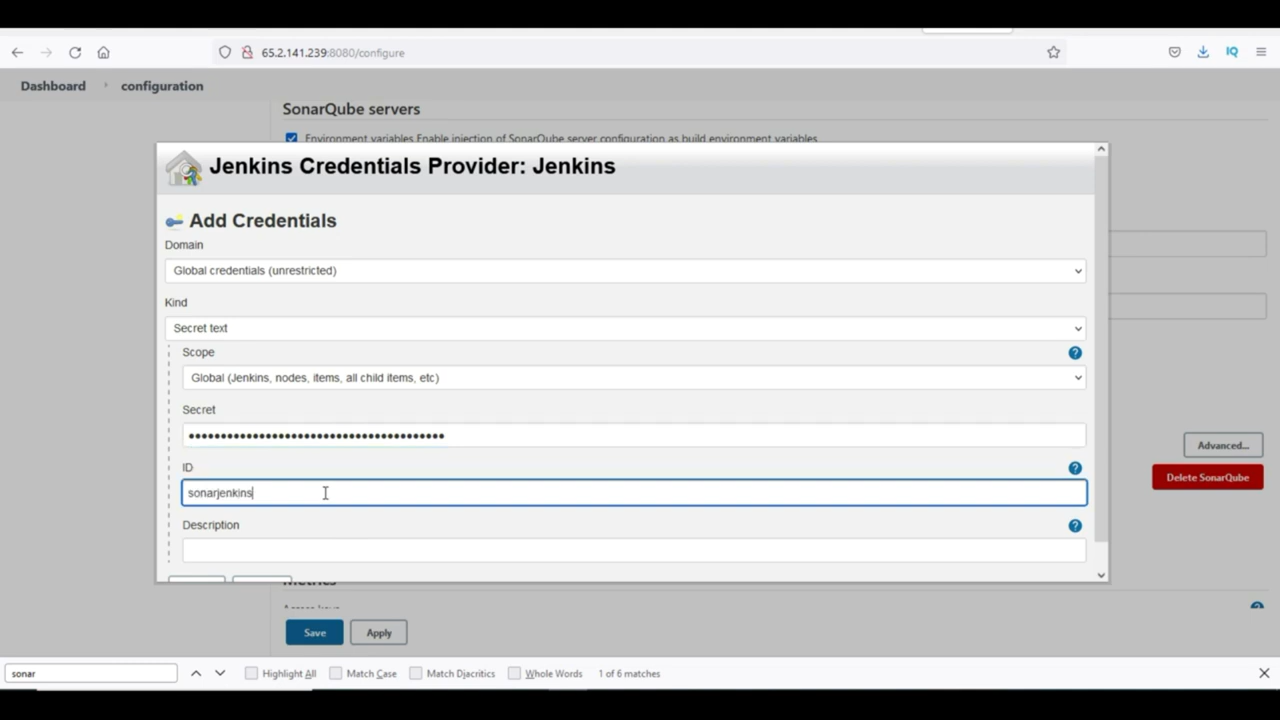 65.2.141.239:8080/configure
Dashboard
configuration
SonarQube servers
Environment variables Enable injection of SonarQube server configuration as build environment variables
Jenkins Credentials Provider: Jenkins
Add Credentials
Domain
Global credentials (unrestricted)
Kind
Secret text
Scope
Global (Jenkins, nodes, items, all child items, etc)
Secret
••••••••••••••••••••••••••••••••••••••••
ID
sonarjenkins
Description
Advanced...
Delete SonarQube
Metrics
Save
Apply
sonar
Highlight All
Match Case
Match Diacritics
Whole Words
1 of 6 matches